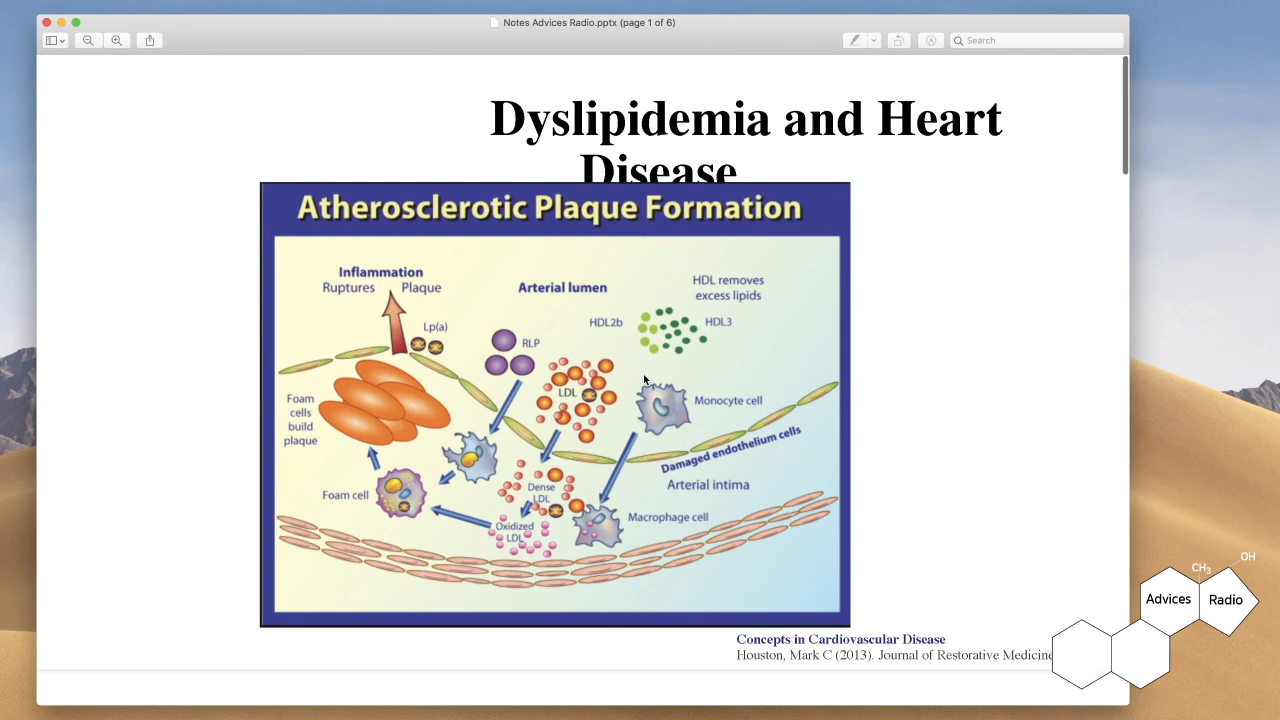 Notes Advices Radio.pptx (page 1 of 6)
Search
Dyslipidemia and Heart
Disease
Atherosclerotic Plaque Formation
Inflammation
Ruptures Plaque
Arterial lumen
HDL removes
excess lipids
Lp(a)
HDL2b
HDL3
RLP
LDL
Foam
cells
build
plaque
Monocyte cell
Damaged endothelium cells
Arterial intima
Foam cell
Dense
LDL
Oxidized
LDL
Macrophage cell
Concepts in Cardiovascular Disease
Houston, Mark C (2013). Journal of Restorative Medicine
OH
CH3
Advices
Radio